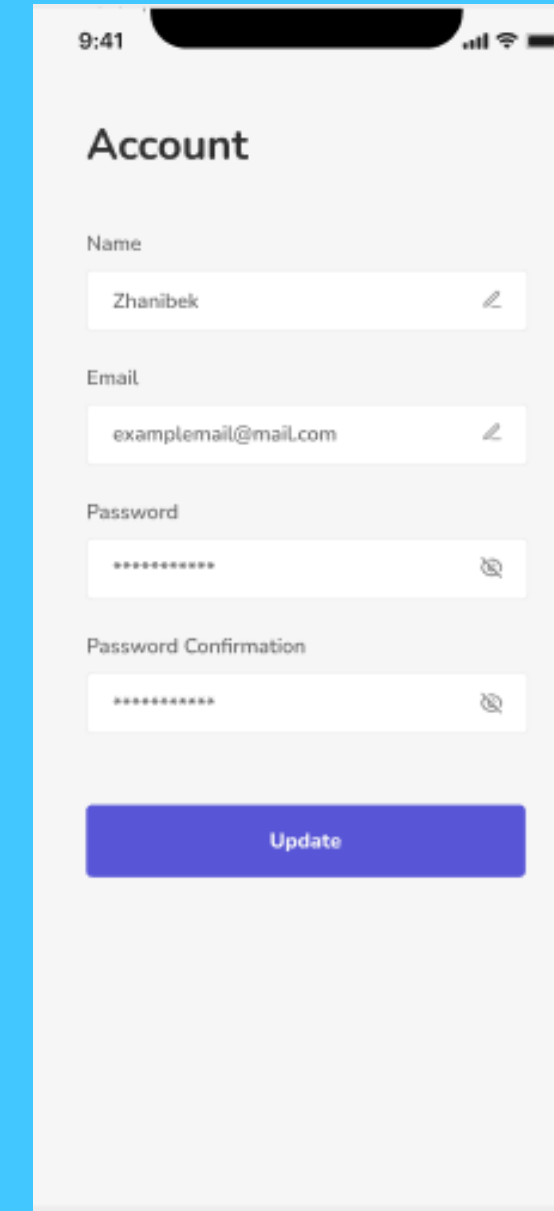 9:41
Account
Name
Zhanibek
Email
examplemail@mail.com
Password
***********
Password Confirmation
***********
Update